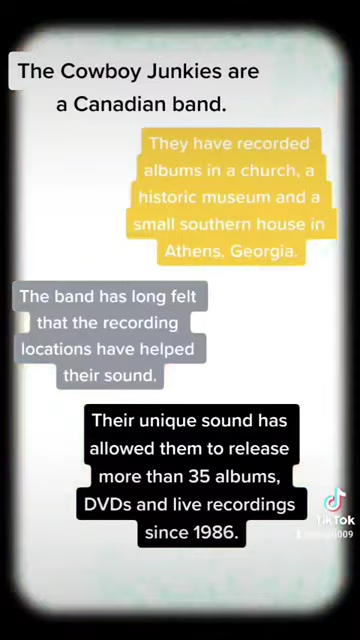 The Cowboy Junkies are
a Canadian band.
They have recorded
albums in a church, a
historic museum and a
small southern house in
Athens, Georgia.
The band has long felt
that the recording
locations have helped
their sound.
Their unique sound has
allowed them to release
more than 35 albums,
DVDs and live recordings
since 1986.
TikTok